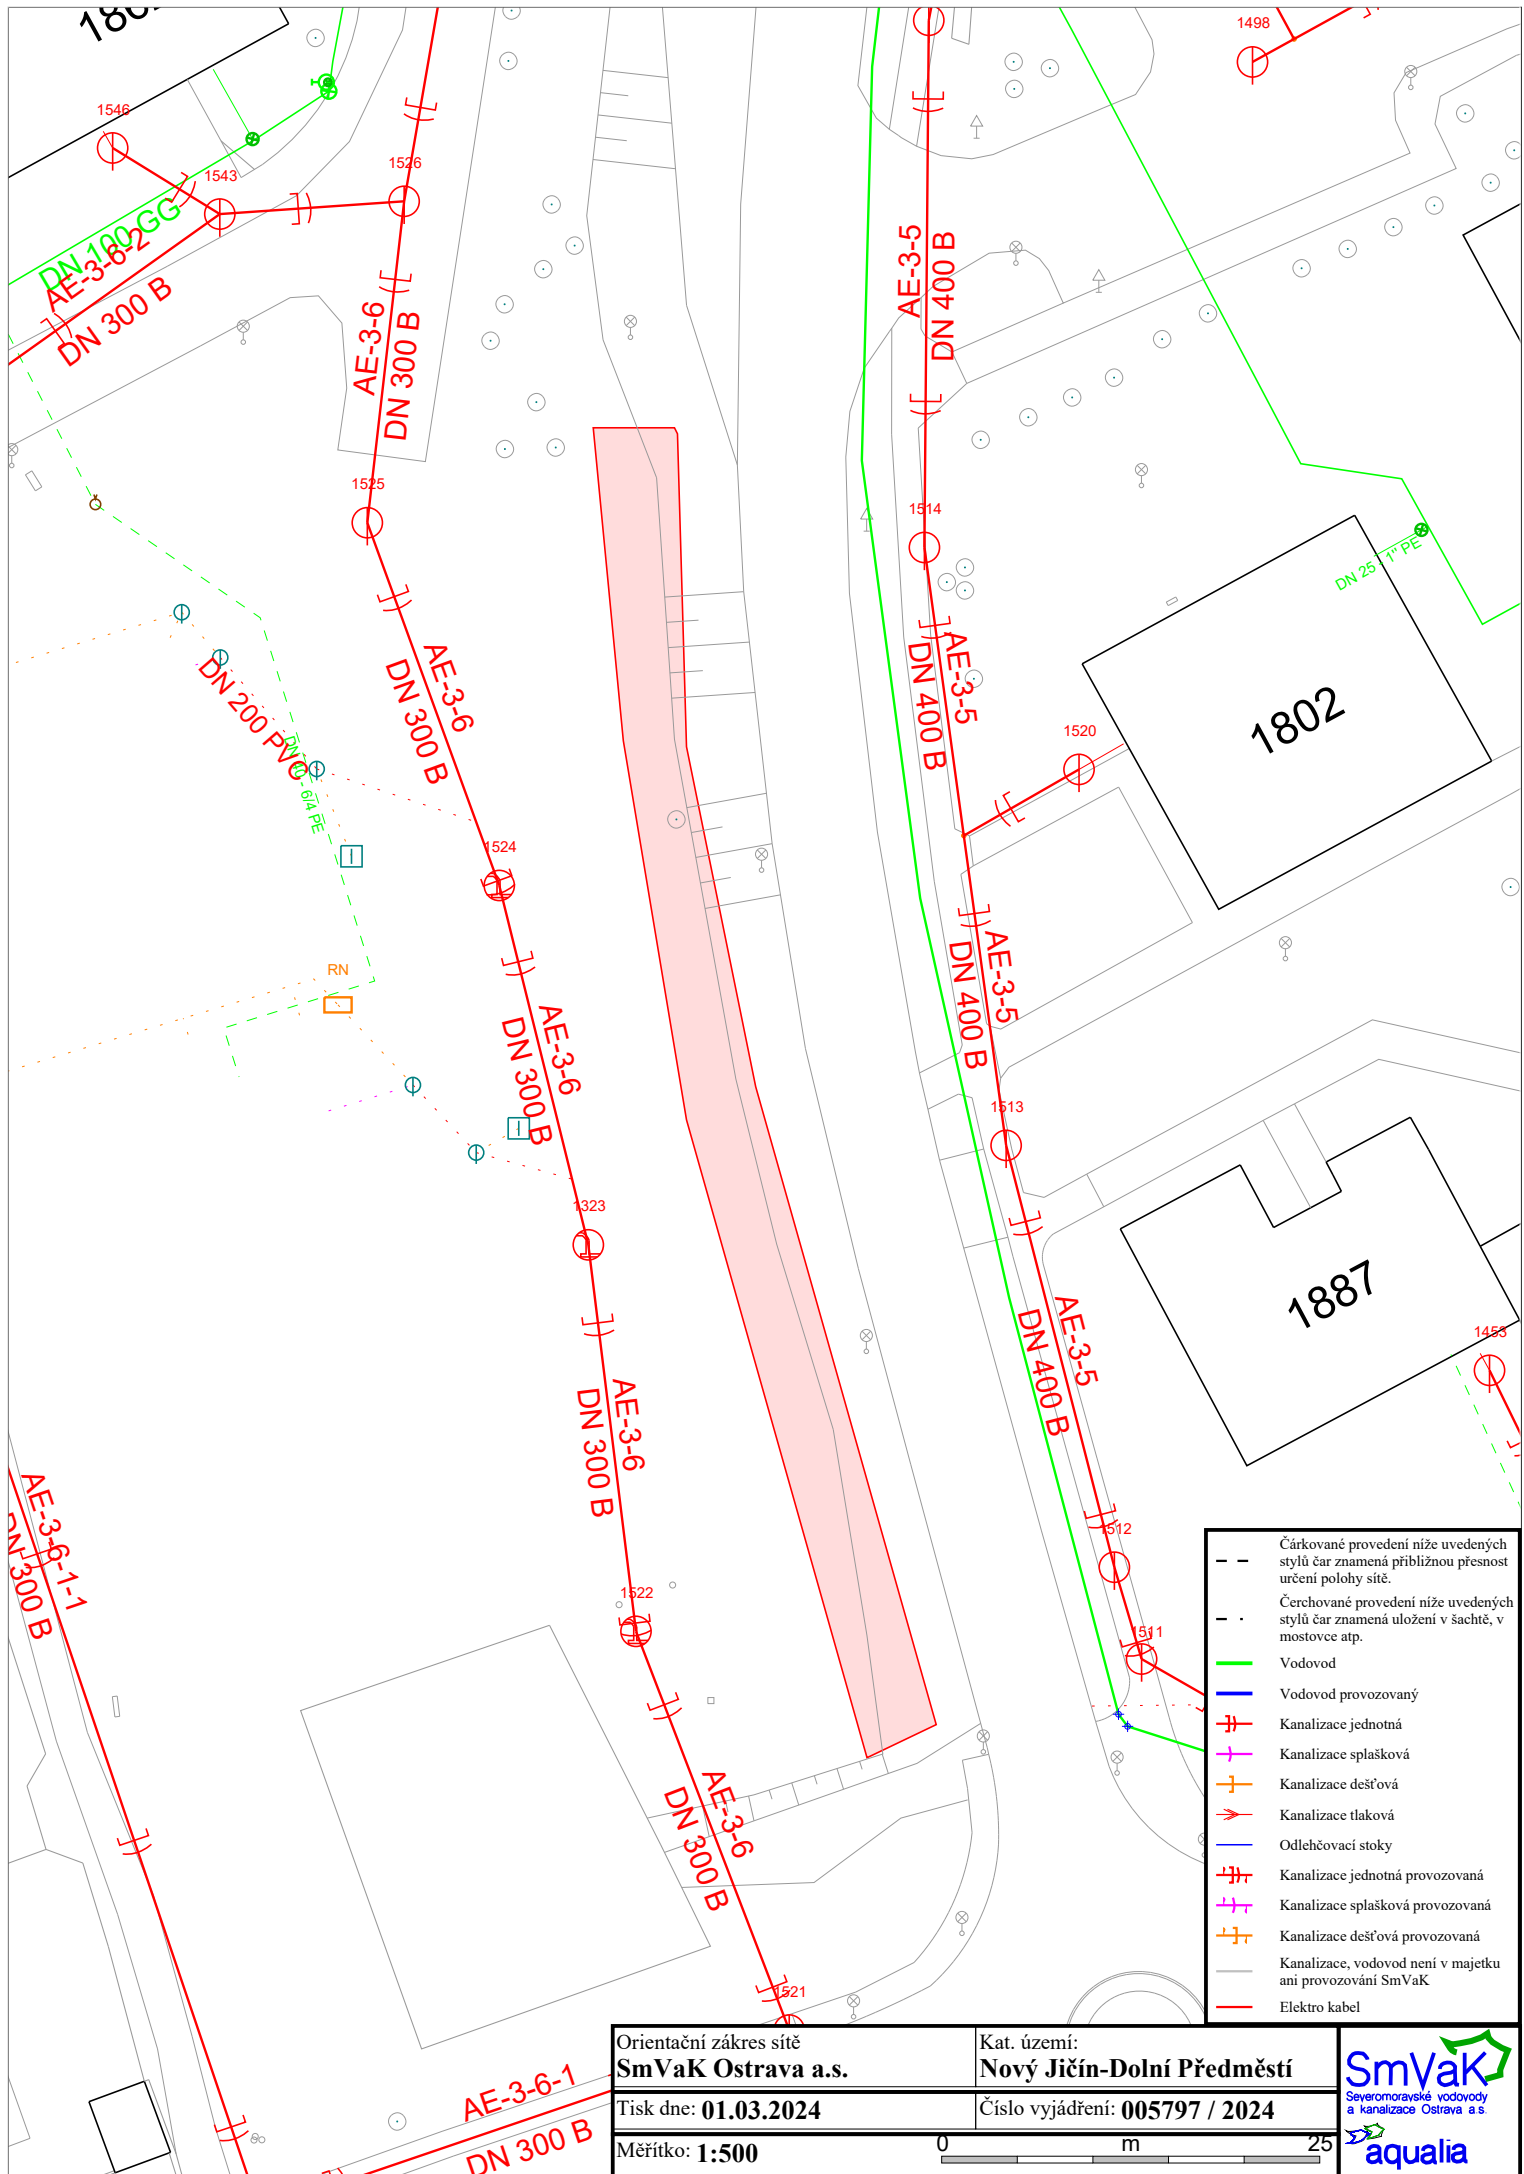 1498
1546
1543
1526
DN 100 GG
AE-3-6-2
DN 300 B
AE-3-6
DN 300 B
AE-3-5
DN 400 B
1525
1514
DN 25 - 1" PE
AE-3-6
DN 300 B
DN 200 PVC
DN 40 - 6/4 PE
AE-3-5
DN 400 B
1520
1802
1524
RN
AE-3-5
DN 400 B
AE-3-6
DN 300 B
1513
1323
1887
1453
AE-3-5
DN 400 B
AE-3-6
DN 300 B
AE-3-6-1-1
DN 300 B
1512
1522
1511
AE-3-6
DN 300 B
1521
AE-3-6-1
DN 300 B
Čárkované provedení níže uvedených
stylů čar znamená přibližnou přesnost
určení polohy sítě.
Čerchované provedení níže uvedených
stylů čar znamená uložení v šachtě, v
mostovce atp.
Vodovod
Vodovod provozovaný
Kanalizace jednotná
Kanalizace splašková
Kanalizace dešťová
Kanalizace tlaková
Odlehčovací stoky
Kanalizace jednotná provozovaná
Kanalizace splašková provozovaná
Kanalizace dešťová provozovaná
Kanalizace, vodovod není v majetku
ani provozování SmVaK
Elektro kabel
Orientační zákres sítě
SmVaK Ostrava a.s.
Kat. území:
Nový Jičín-Dolní Předměstí
Tisk dne: 01.03.2024
Číslo vyjádření: 005797 / 2024
Měřítko: 1:500
0 m 25
SmVaK
Severomoravské vodovody
a kanalizace Ostrava a.s.
aqualia